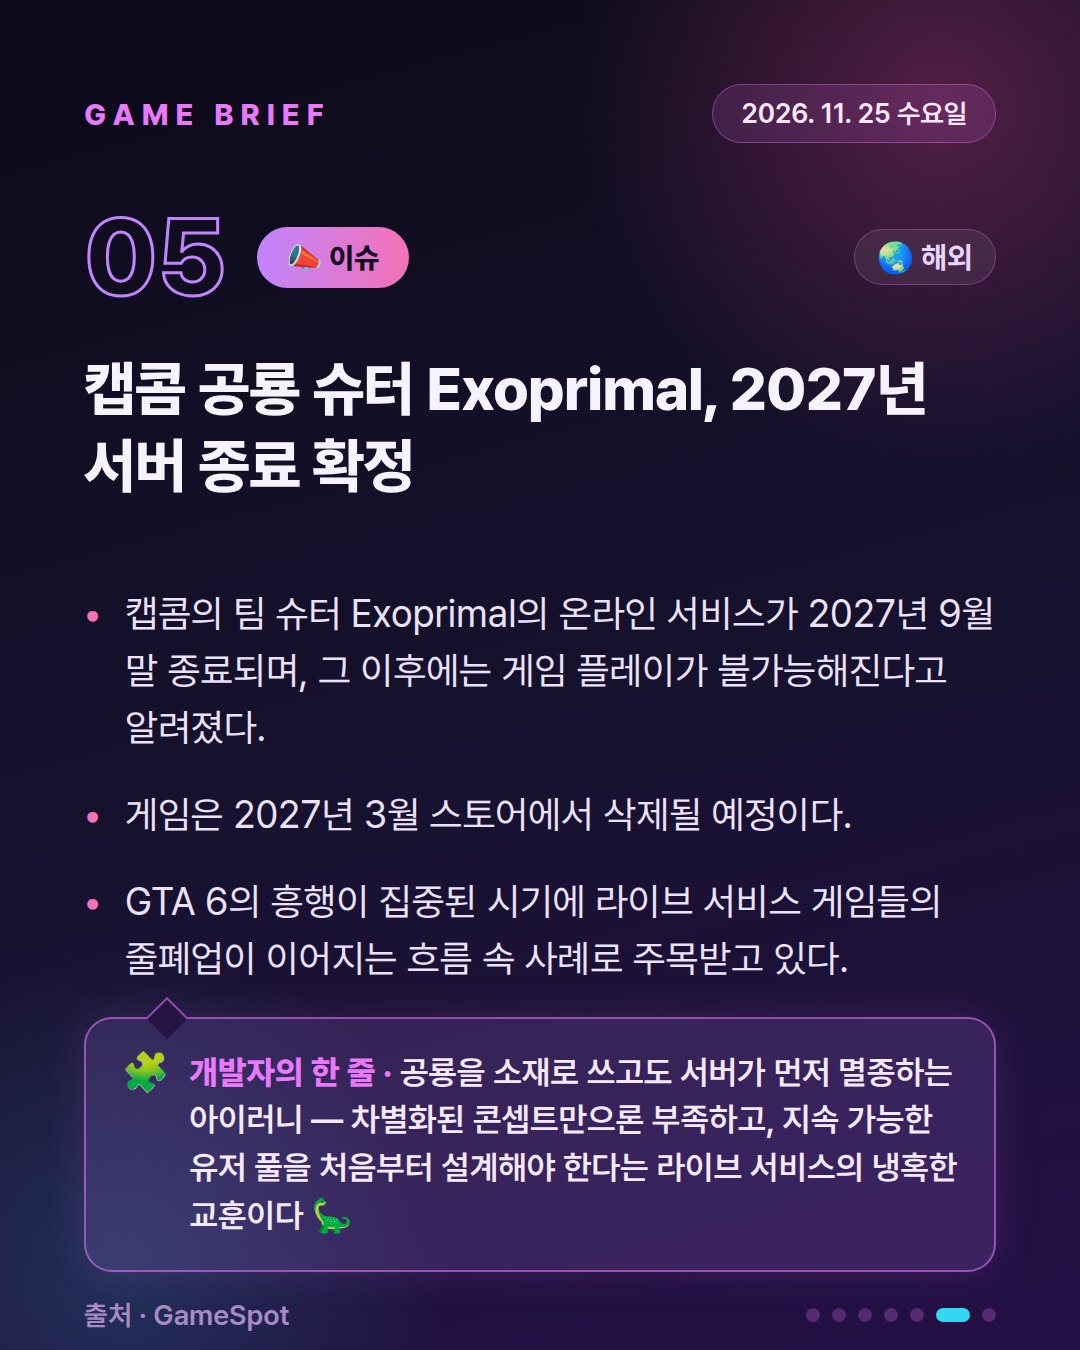 GAME BRIEF
2026. 11. 25 수요일
05
📣 이슈
🌏 해외
캡콤 공룡 슈터 Exoprimal, 2027년
서버 종료 확정
• 캡콤의 팀 슈터 Exoprimal의 온라인 서비스가 2027년 9월
말 종료되며, 그 이후에는 게임 플레이가 불가능해진다고
알려졌다.
• 게임은 2027년 3월 스토어에서 삭제될 예정이다.
• GTA 6의 흥행이 집중된 시기에 라이브 서비스 게임들의
줄폐업이 이어지는 흐름 속 사례로 주목받고 있다.
🧩 개발자의 한 줄 · 공룡을 소재로 쓰고도 서버가 먼저 멸종하는
아이러니 — 차별화된 콘셉트만으론 부족하고, 지속 가능한
유저 풀을 처음부터 설계해야 한다는 라이브 서비스의 냉혹한
교훈이다 🦕
출처 · GameSpot